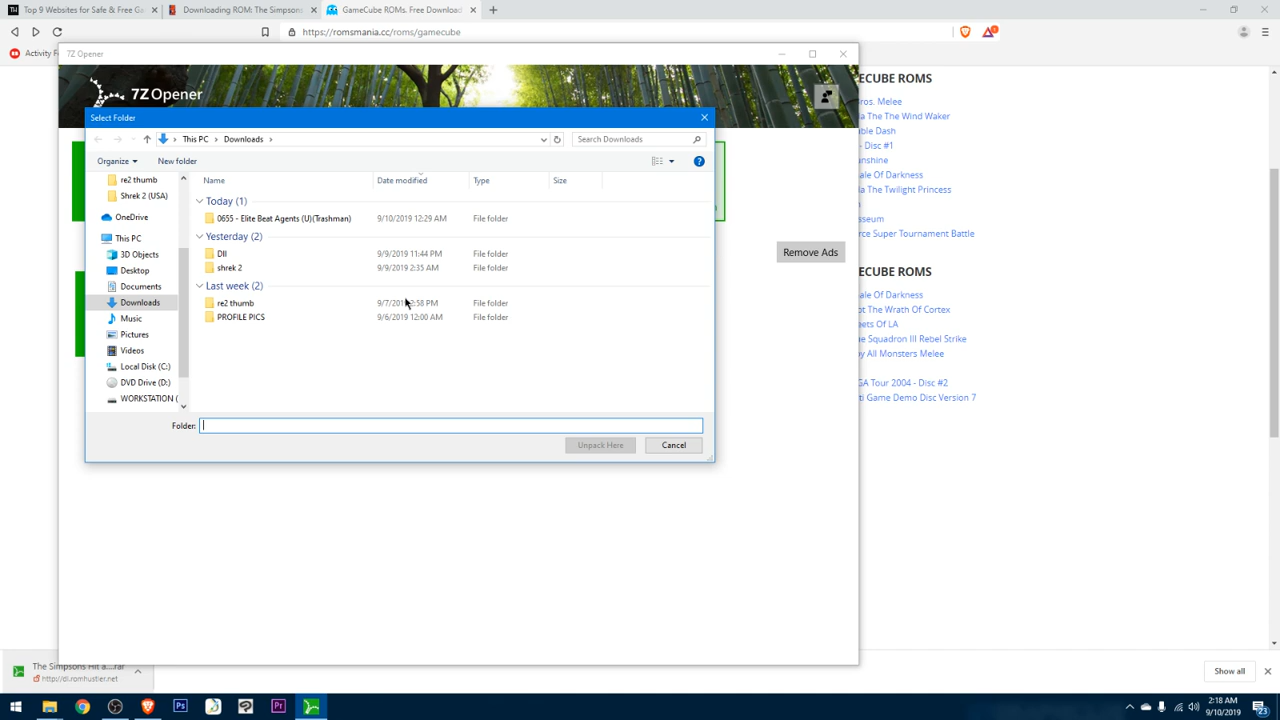 Top 9 Websites for Safe & Free Ga
Downloading ROM: The Simpsons
GameCube ROMs. Free Download
https://romsmania.cc/roms/gamecube
Activity F
7Z Opener
7Z Opener
ECUBE ROMS
Select Folder
ros. Melee
a The The Wind Waker
ble Dash
This PC
Downloads
Search Downloads
- Disc #1
Organize
New folder
unshine
ale Of Darkness
re2 thumb
Name
Date modified
Type
Size
a The Twilight Princess
Shrek 2 (USA)
Today (1)
OneDrive
0655 - Elite Beat Agents (U)(Trashman)
9/10/2019 12:29 AM
File folder
sseum
rce Super Tournament Battle
This PC
Yesterday (2)
3D Objects
Dll
9/9/2019 11:44 PM
File folder
Remove Ads
Desktop
shrek 2
9/9/2019 2:35 AM
File folder
ECUBE ROMS
Documents
Last week (2)
ale Of Darkness
Downloads
re2 thumb
File folder
ot The Wrath Of Cortex
Music
PROFILE PICS
9/6/2019 12:00 AM
File folder
eets Of LA
Pictures
e Squadron III Rebel Strike
Videos
by All Monsters Melee
Local Disk (C:)
DVD Drive (D:)
GA Tour 2004 - Disc #2
WORKSTATION (
ti Game Demo Disc Version 7
Folder:
Unpack Here
Cancel
The Simpsons Hit a....rar
http://dl.romhustler.net
Show all
2:18 AM
9/10/2019
23